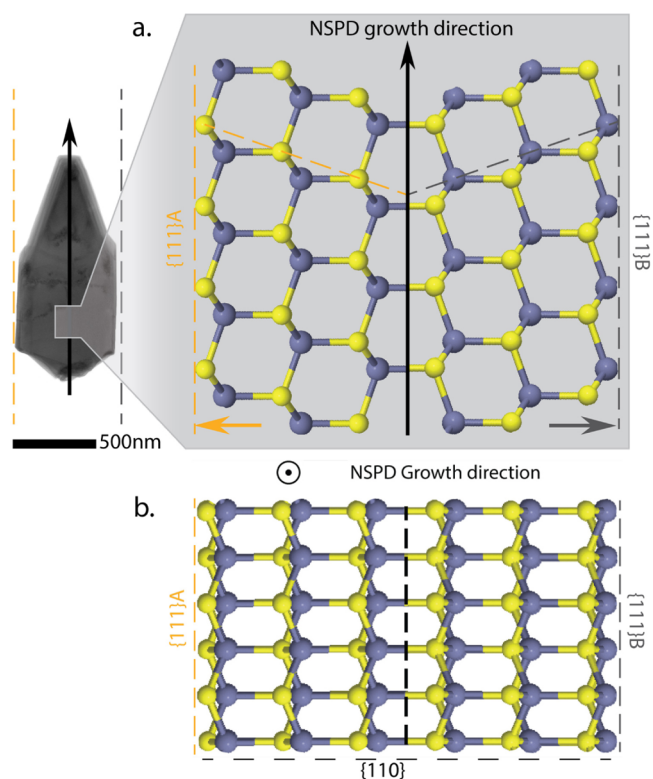 a.
NSPD growth direction
{111}A
{111}B
500nm
NSPD Growth direction
b.
{111}A
{111}B
{110}